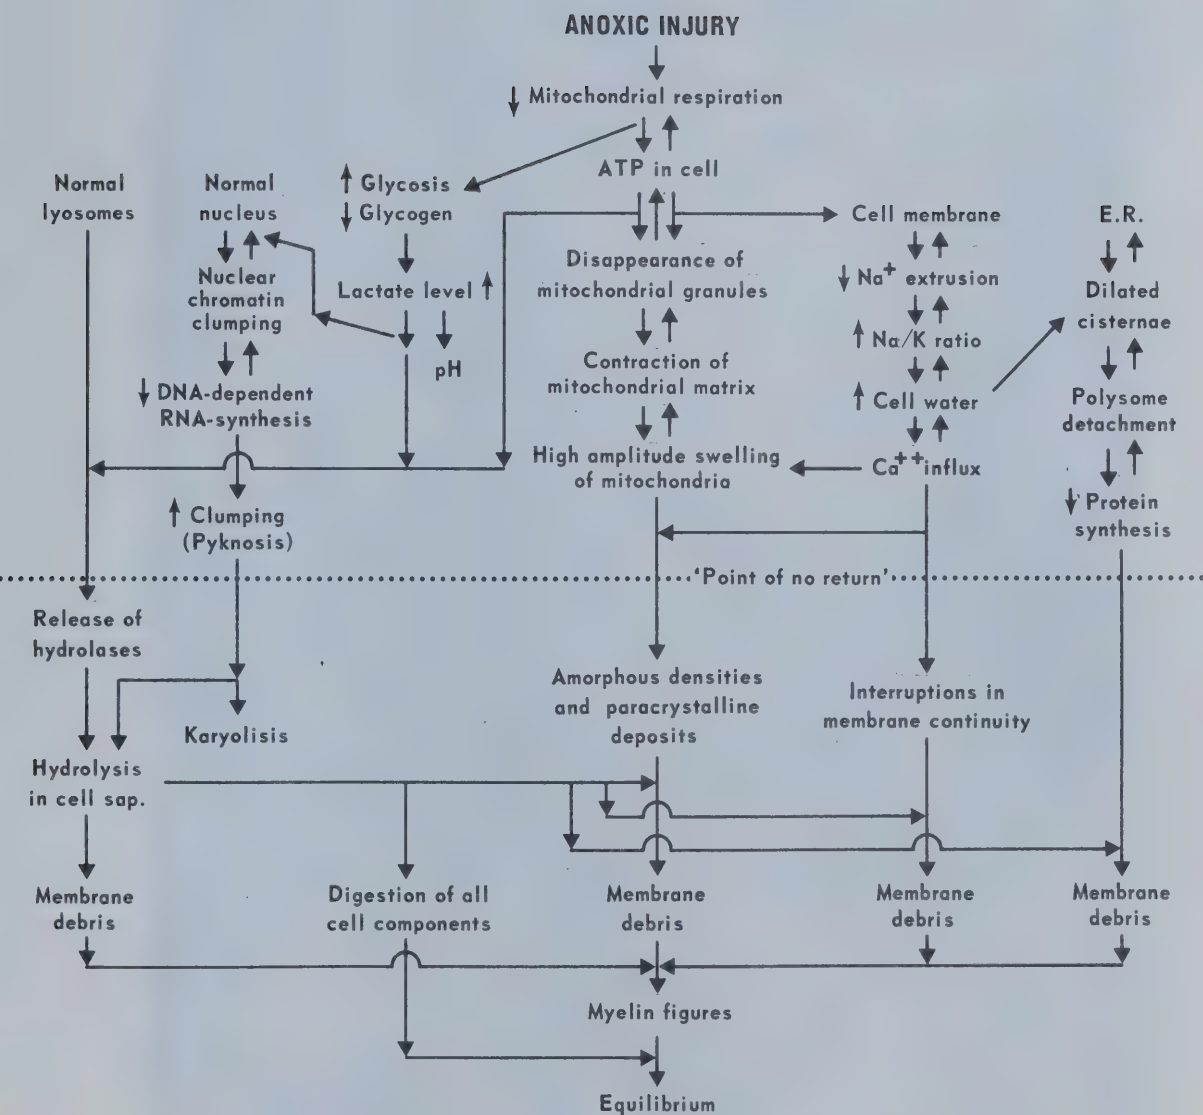 ANOXIC INJURY
↓ Mitochondrial respiration
ATP in cell
Normal
lyosomes
Normal
nucleus
↑ Glycosis
↓ Glycogen
Cell membrane
E.R.
Nuclear
chromatin
clumping
Lactate level ↑
pH
Disappearance of
mitochondrial granules
↓ Na⁺ extrusion
Dilated
cisternae
↑ Na/K ratio
Contraction of
mitochondrial matrix
↓ DNA-dependent
RNA-synthesis
↑ Cell water
Polysome
detachment
High amplitude swelling
of mitochondria
Ca⁺⁺ influx
↑ Clumping
(Pyknosis)
↓ Protein
synthesis
'Point of no return'
Release of
hydrolases
Amorphous densities
and paracrystalline
deposits
Interruptions in
membrane continuity
Karyolisis
Hydrolysis
in cell sap.
Membrane
debris
Digestion of all
cell components
Membrane
debris
Membrane
debris
Membrane
debris
Myelin figures
Equilibrium